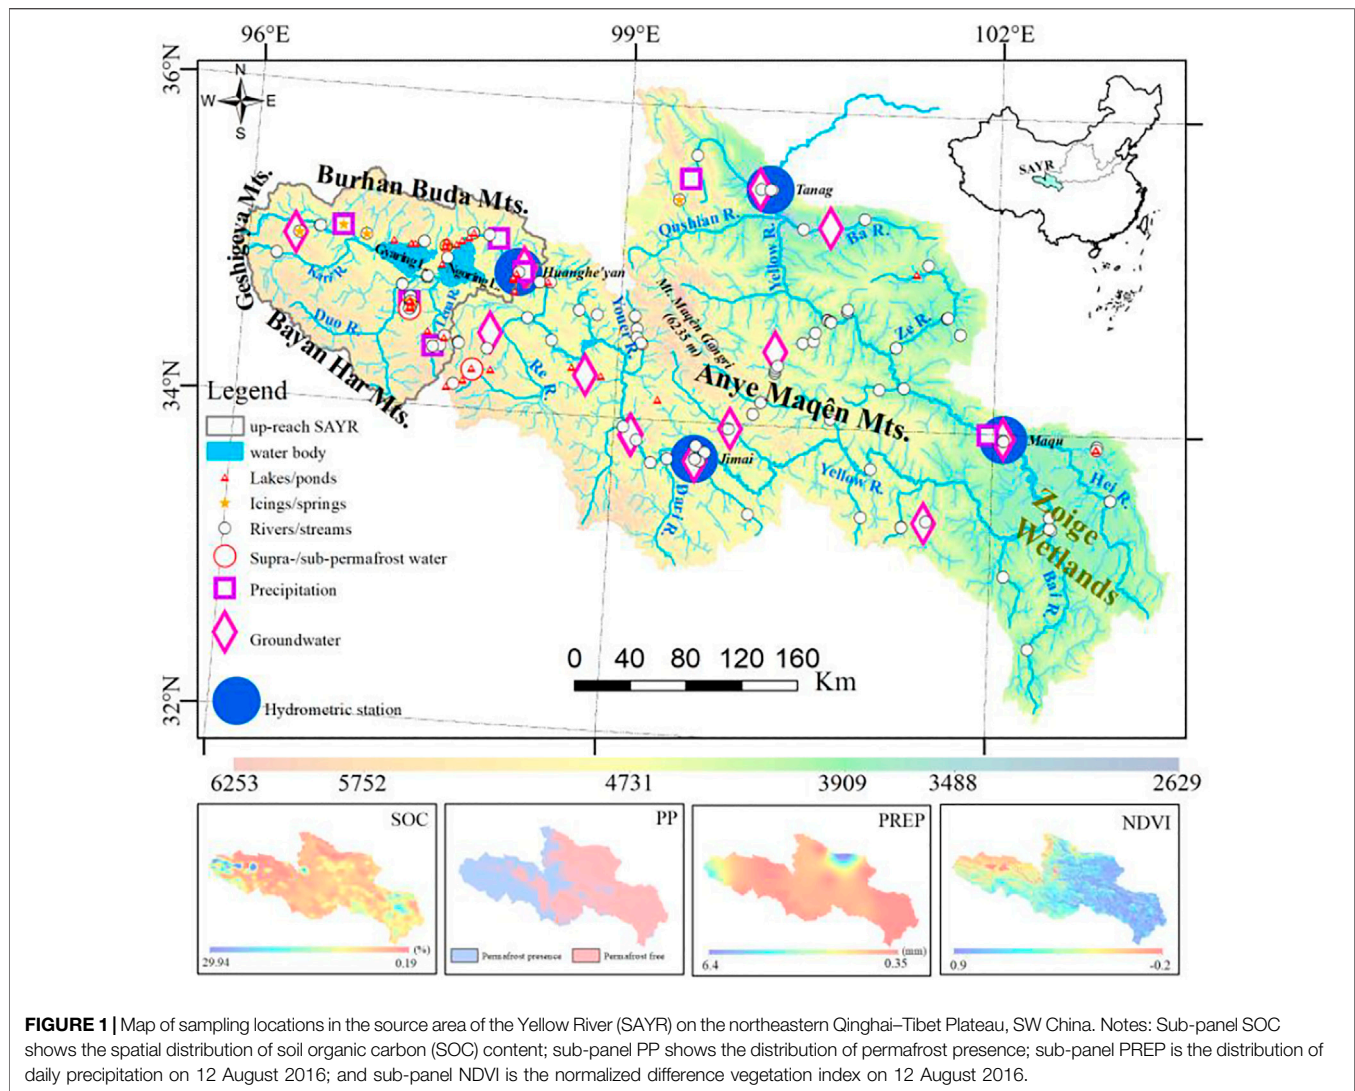 96°E
99°E
102°E
36°N
N
W
E
S
SAYR
Burhan Buda Mts.
Geshigeya Mts.
Tanag
Qushian R.
Ba R.
Yellow R.
Gyaring L.
Ngoring L.
Huanghe'yan
Kari R.
Duo R.
Bayan Har Mts.
Youer R.
Mt. Maqên Gangri
(6235 m)
Ze R.
Re R.
34°N
Anye Maqên Mts.
Maqu
Jimai
Yellow R.
Hei R.
Dari R.
Zoige
Wetlands
Bai R.
Legend
up-reach SAYR
water body
Lakes/ponds
Icings/springs
Rivers/streams
Supra-/sub-permafrost water
Precipitation
Groundwater
Hydrometric station
32°N
0 40 80 120 160
Km
6253 5752 4731 3909 3488 2629
SOC
(%)
29.94 0.19
PP
Permafrost presence
Permafrost free
PREP
(mm)
6.4 0.35
NDVI
0.9 -0.2
FIGURE 1 | Map of sampling locations in the source area of the Yellow River (SAYR) on the northeastern Qinghai–Tibet Plateau, SW China. Notes: Sub-panel SOC
shows the spatial distribution of soil organic carbon (SOC) content; sub-panel PP shows the distribution of permafrost presence; sub-panel PREP is the distribution of
daily precipitation on 12 August 2016; and sub-panel NDVI is the normalized difference vegetation index on 12 August 2016.